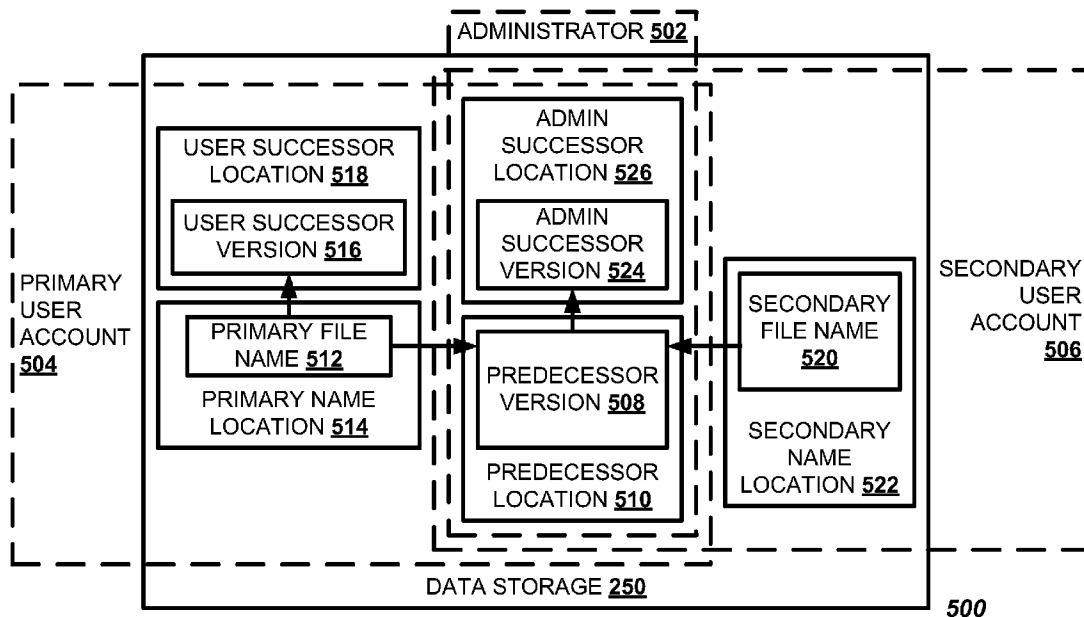 ADMINISTRATOR 502
USER SUCCESSOR
LOCATION 518
USER SUCCESSOR
VERSION 516
ADMIN
SUCCESSOR
LOCATION 526
ADMIN
SUCCESSOR
VERSION 524
PRIMARY
USER
ACCOUNT
504
PRIMARY FILE
NAME 512
PRIMARY NAME
LOCATION 514
PREDECESSOR
VERSION 508
PREDECESSOR
LOCATION 510
SECONDARY
FILE NAME
520
SECONDARY
NAME
LOCATION 522
SECONDARY
USER
ACCOUNT
506
DATA STORAGE 250
500